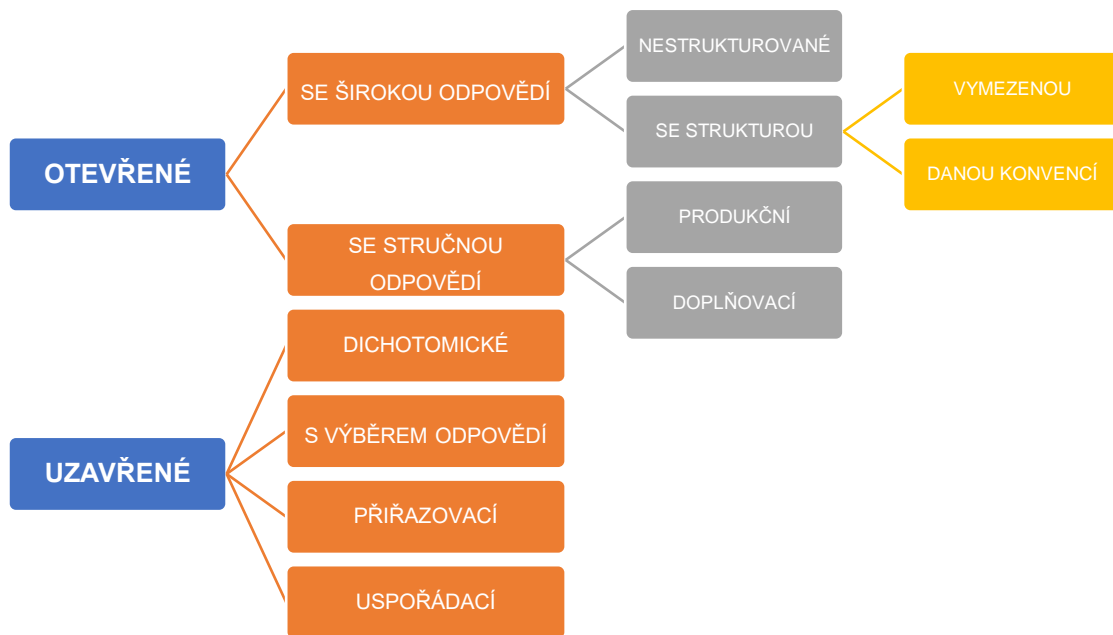 OTEVŘENÉ
SE ŠIROKOU ODPOVĚDÍ
NESTRUKTUROVANÉ
SE STRUKTUROU
VYMEZENOU
DANOU KONVENCÍ
SE STRUČNOU
ODPOVĚDÍ
PRODUKČNÍ
DOPLŇOVACÍ
UZAVŘENÉ
DICHOTOMICKÉ
S VÝBĚREM ODPOVĚDÍ
PŘIŘAZOVACÍ
USPOŘÁDACÍ